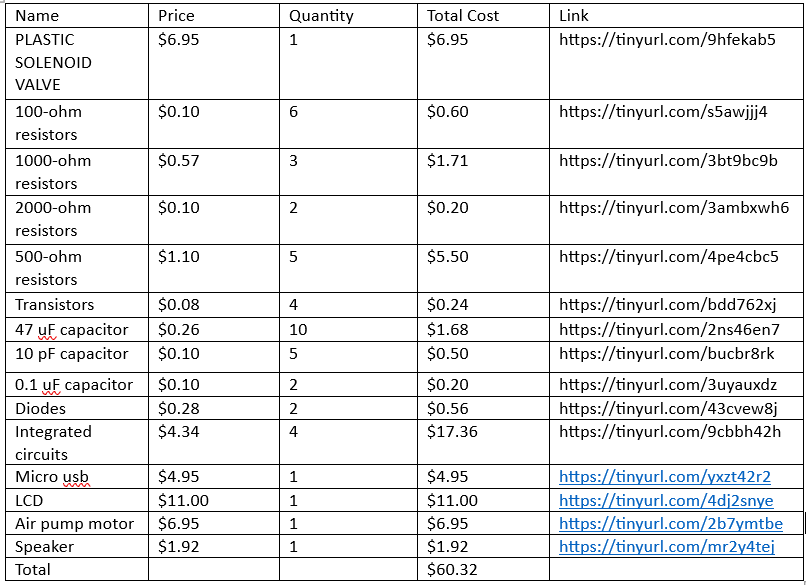 Name Price Quantity Total Cost Link
PLASTIC $6.95 1 $6.95 https://tinyurl.com/9hfekab5
SOLENOID
VALVE
100-ohm $0.10 6 $0.60 https://tinyurl.com/s5awjjj4
resistors
1000-ohm $0.57 3 $1.71 https://tinyurl.com/3bt9bc9b
resistors
2000-ohm $0.10 2 $0.20 https://tinyurl.com/3ambxwh6
resistors
500-ohm $1.10 5 $5.50 https://tinyurl.com/4pe4cbc5
resistors
Transistors $0.08 4 $0.24 https://tinyurl.com/bdd762xj
47 uF capacitor $0.26 10 $1.68 https://tinyurl.com/2ns46en7
10 pF capacitor $0.10 5 $0.50 https://tinyurl.com/bucbr8rk
0.1 uF capacitor $0.10 2 $0.20 https://tinyurl.com/3uyauxdz
Diodes $0.28 2 $0.56 https://tinyurl.com/43cvew8j
Integrated $4.34 4 $17.36 https://tinyurl.com/9cbbh42h
circuits
Micro usb $4.95 1 $4.95 https://tinyurl.com/yxzt42r2
LCD $11.00 1 $11.00 https://tinyurl.com/4dj2snye
Air pump motor $6.95 1 $6.95 https://tinyurl.com/2b7ymtbe
Speaker $1.92 1 $1.92 https://tinyurl.com/mr2y4tej
Total $60.32